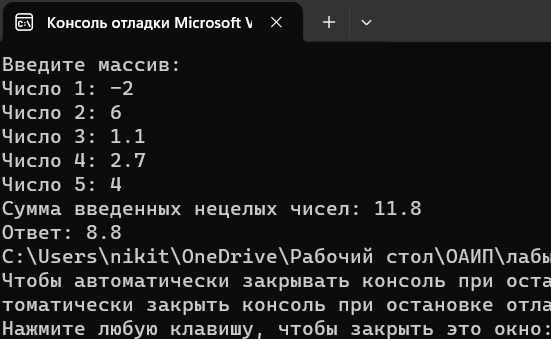 Консоль отладки Microsoft V
Введите массив:
Число 1: -2
Число 2: 6
Число 3: 1.1
Число 4: 2.7
Число 5: 4
Сумма введенных нецелых чисел: 11.8
Ответ: 8.8
C:\Users\nikit\OneDrive\Рабочий стол\ОАИП\лабы
Чтобы автоматически закрывать консоль при оста
томатически закрыть консоль при остановке отла
Нажмите любую клавишу, чтобы закрыть это окно: